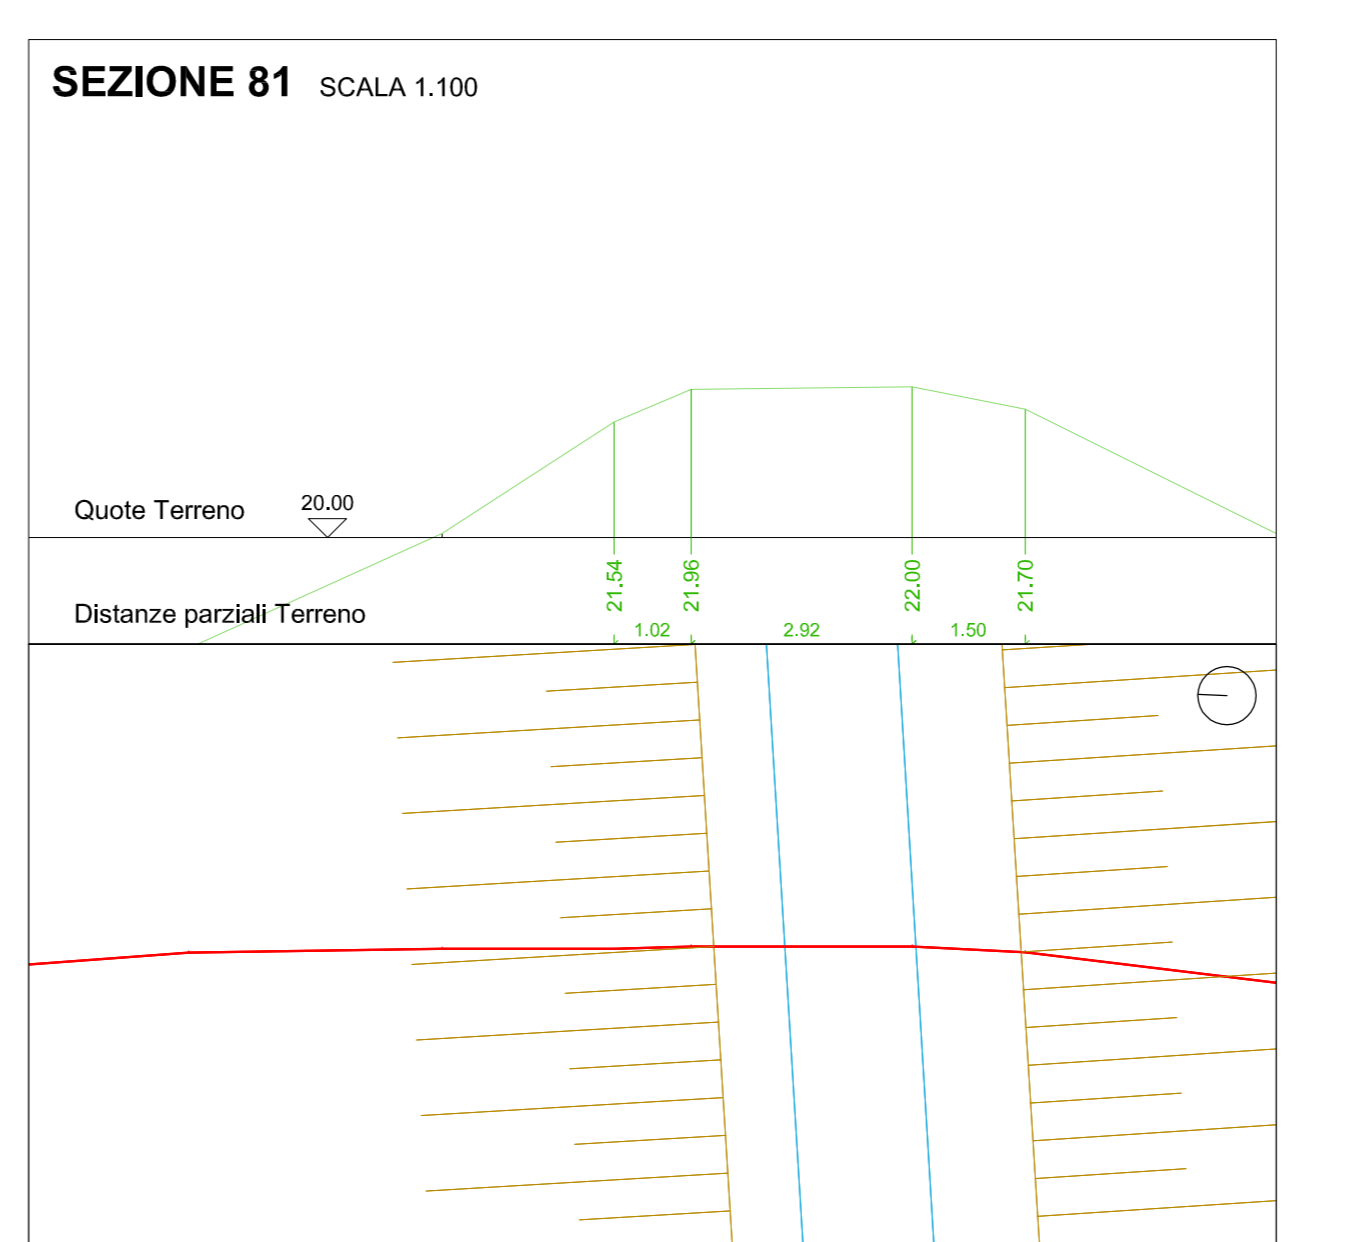 SEZIONE 81 SCALA 1.100
Quote Terreno 20.00
21.54 21.96 22.00 21.70
Distanze parziali Terreno
1.02 2.92 1.50